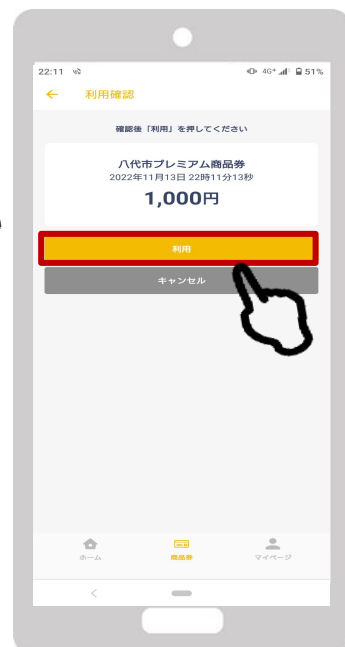 22:11 4G+ 51%
← 利用確認
確認後「利用」を押してください
八代市プレミアム商品券
2022年11月13日 22時11分13秒
1,000円
利用
キャンセル
ホーム 商品券 マイページ